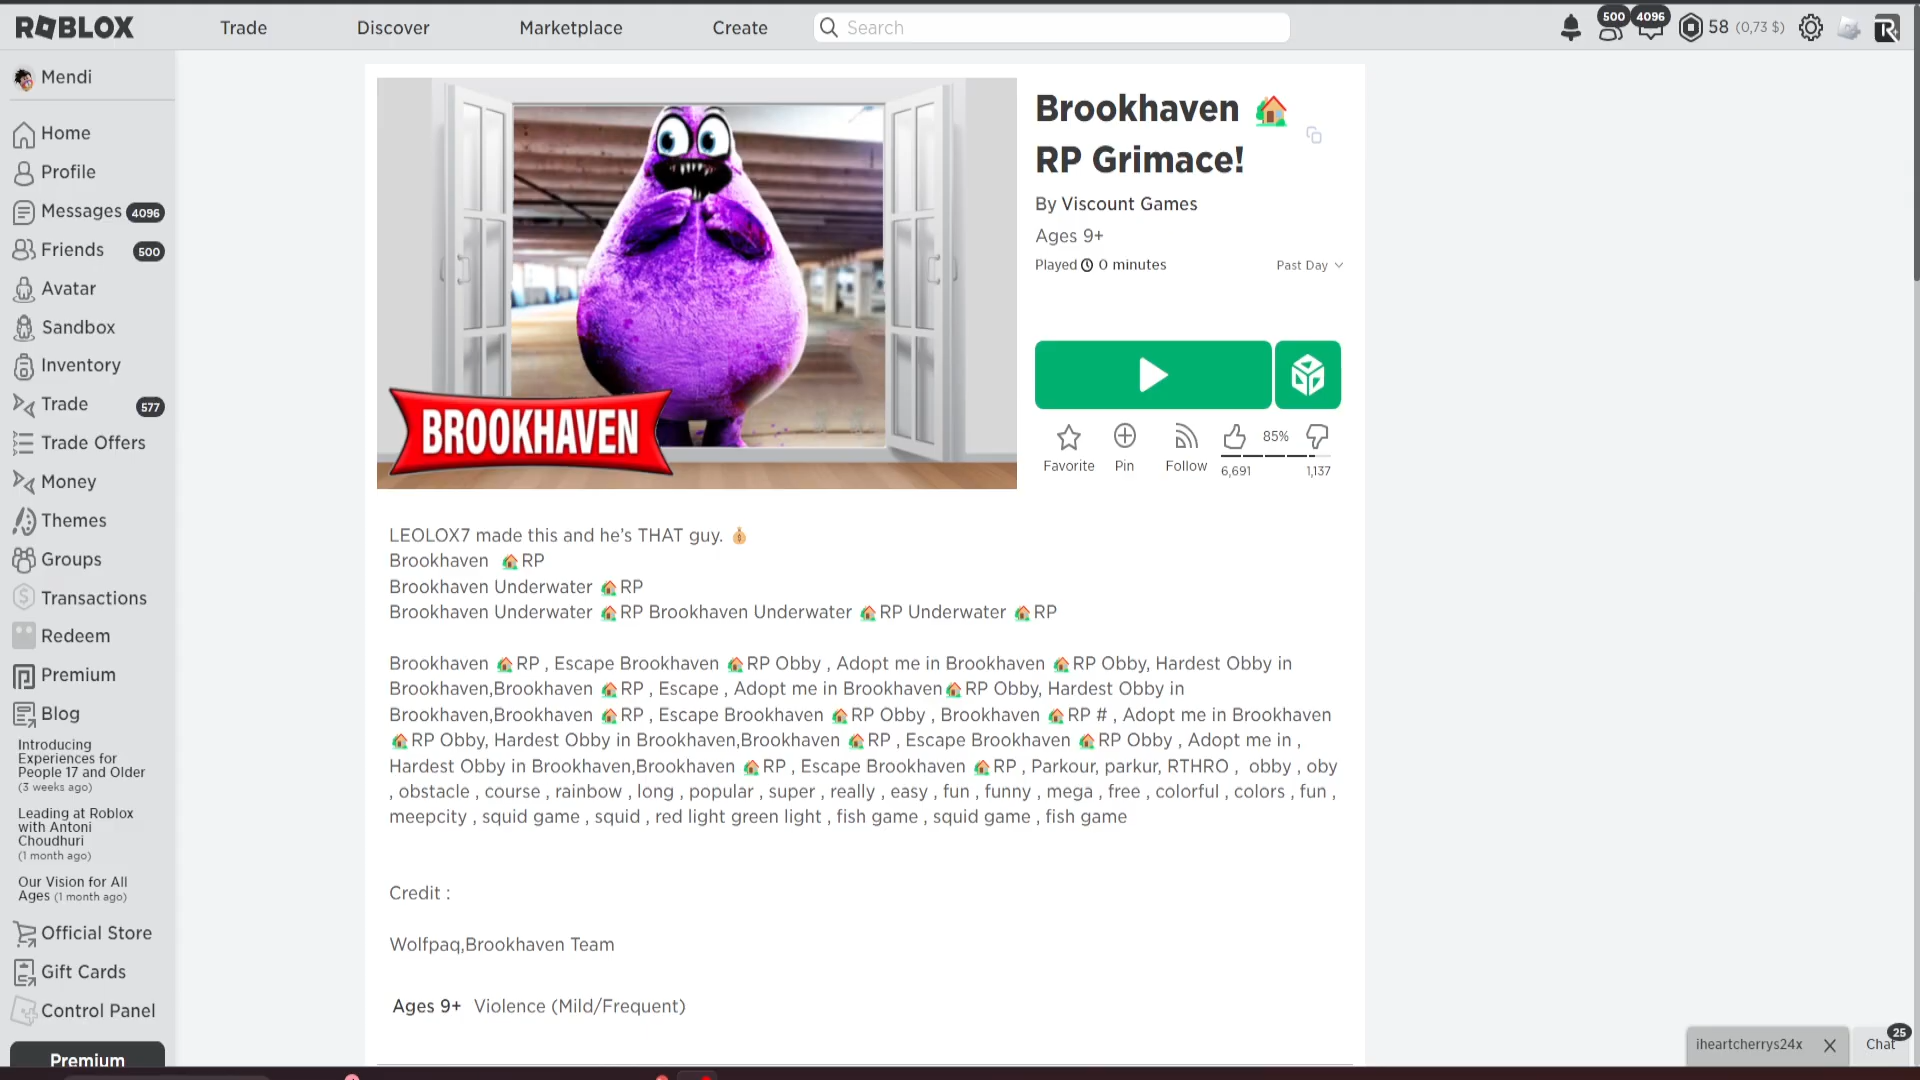 ROBLOX
Trade
Discover
Marketplace
Create
Search
500
4096
58
(0,73 $)
Mendi
Home
Profile
Messages 4096
Friends 500
Avatar
Sandbox
Inventory
Trade 577
Trade Offers
Money
Themes
Groups
Transactions
Redeem
Premium
Blog
Introducing
Experiences for
People 17 and Older
(3 weeks ago)
Leading at Roblox
with Antoni
Choudhuri
(1 month ago)
Our Vision for All
Ages (1 month ago)
Official Store
Gift Cards
Control Panel
Premium
BROOKHAVEN
Brookhaven 🏡
RP Grimace!
By Viscount Games
Ages 9+
Played 0 minutes
Past Day
Favorite
Pin
Follow
85%
6,691
1,137
LEOLOX7 made this and he's THAT guy. 💰
Brookhaven 🏡RP
Brookhaven Underwater 🏡RP
Brookhaven Underwater 🏡RP Brookhaven Underwater 🏡RP Underwater 🏡RP
Brookhaven 🏡RP , Escape Brookhaven 🏡RP Obby , Adopt me in Brookhaven 🏡RP Obby, Hardest Obby in
Brookhaven,Brookhaven 🏡RP , Escape , Adopt me in Brookhaven🏡RP Obby, Hardest Obby in
Brookhaven,Brookhaven 🏡RP , Escape Brookhaven 🏡RP Obby , Brookhaven 🏡RP # , Adopt me in Brookhaven
🏡RP Obby, Hardest Obby in Brookhaven,Brookhaven 🏡RP , Escape Brookhaven 🏡RP Obby , Adopt me in ,
Hardest Obby in Brookhaven,Brookhaven 🏡RP , Escape Brookhaven 🏡RP , Parkour, parkur, RTHRO , obby , oby
, obstacle , course , rainbow , long , popular , super , really , easy , fun , funny , mega , free , colorful , colors , fun ,
meepcity , squid game , squid , red light green light , fish game , squid game , fish game
Credit :
Wolfpaq,Brookhaven Team
Ages 9+ Violence (Mild/Frequent)
iheartcherrys24x
Chat
25